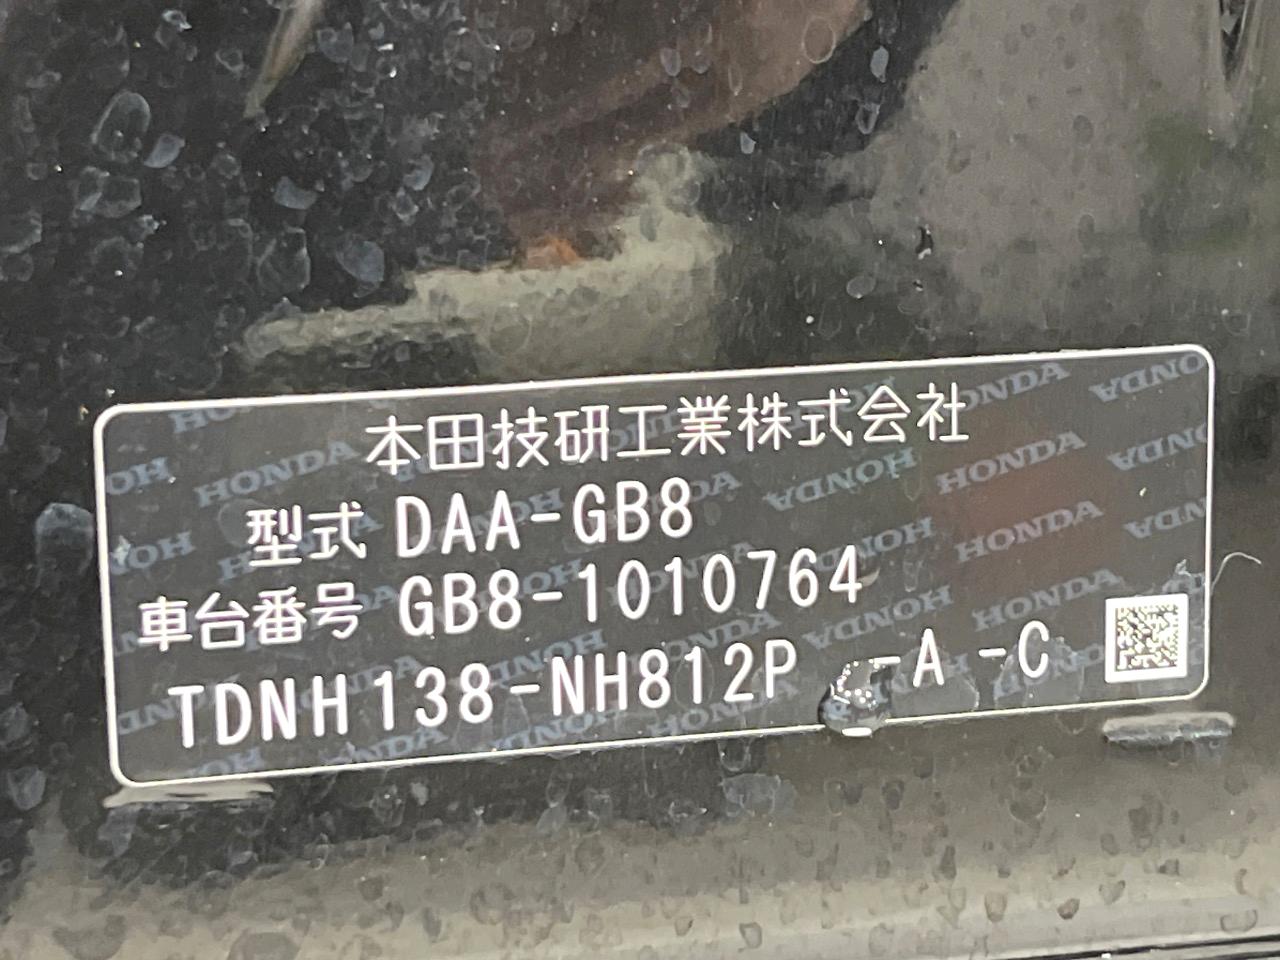 本田技研工業株式会社
型式 DAA-GB8
車台番号 GB8-1010764
TDNH138-NH812P -A -C